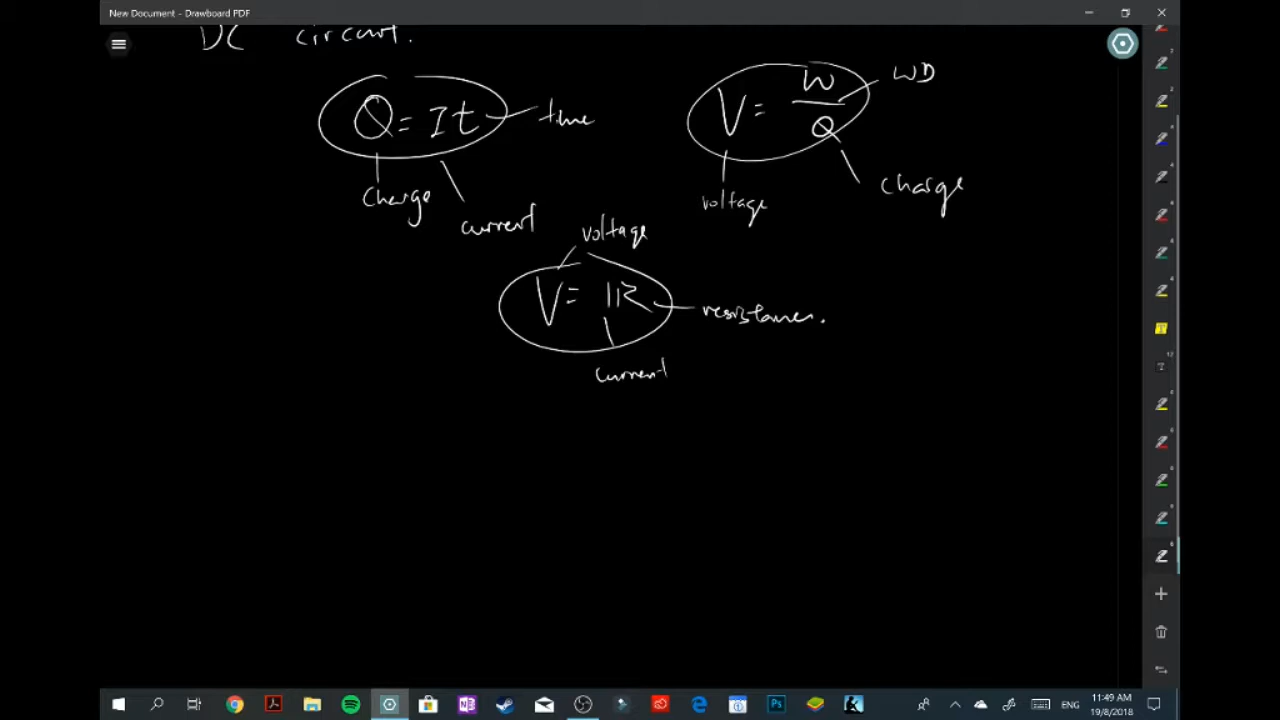 New Document - Drawboard PDF
DC circuit.
Q = It
time
charge
current
V = W/Q
WD
voltage
charge
voltage
V = IR
resistance.
current
ENG
11:49 AM
19/8/2018